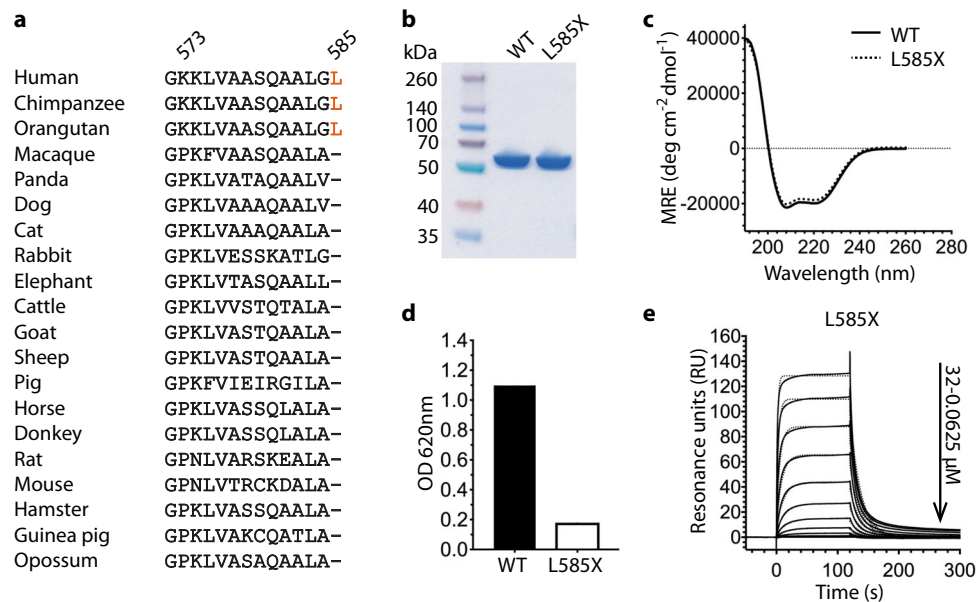 a
573 585
Human GKKLVAASQAALGL
Chimpanzee GKKLVAASQAALGL
Orangutan GKKLVAASQAALGL
Macaque GPKFVAASQAALA–
Panda GPKLVATAQAALV–
Dog GPKLVAAAQAALV–
Cat GPKLVAAAQAALA–
Rabbit GPKLVESSKATLG–
Elephant GPKLVTASQAALL–
Cattle GPKLVVSTQTALA–
Goat GPKLVASTQAALA–
Sheep GPKLVASTQAALA–
Pig GPKFVIEIRGILA–
Horse GPKLVASSQLALA–
Donkey GPKLVASSQLALA–
Rat GPNLVARSKEALA–
Mouse GPNLVTRCKDALA–
Hamster GPKLVASSQAALA–
Guinea pig GPKLVAKCQATLA–
Opossum GPKLVASAQAALA–
b
kDa WT L585X
260
140
100
70
50
40
35
c
WT
L585X
MRE (deg cm⁻² dmol⁻¹)
40000
20000
0
-20000
200 220 240 260 280
Wavelength (nm)
d
OD 620nm
1.4
1.2
1.0
0.8
0.6
0.4
0.2
0.0
WT L585X
e
L585X
Resonance units (RU)
160
140
120
100
80
60
40
20
0
0 100 200 300
Time (s)
32-0.0625 µM